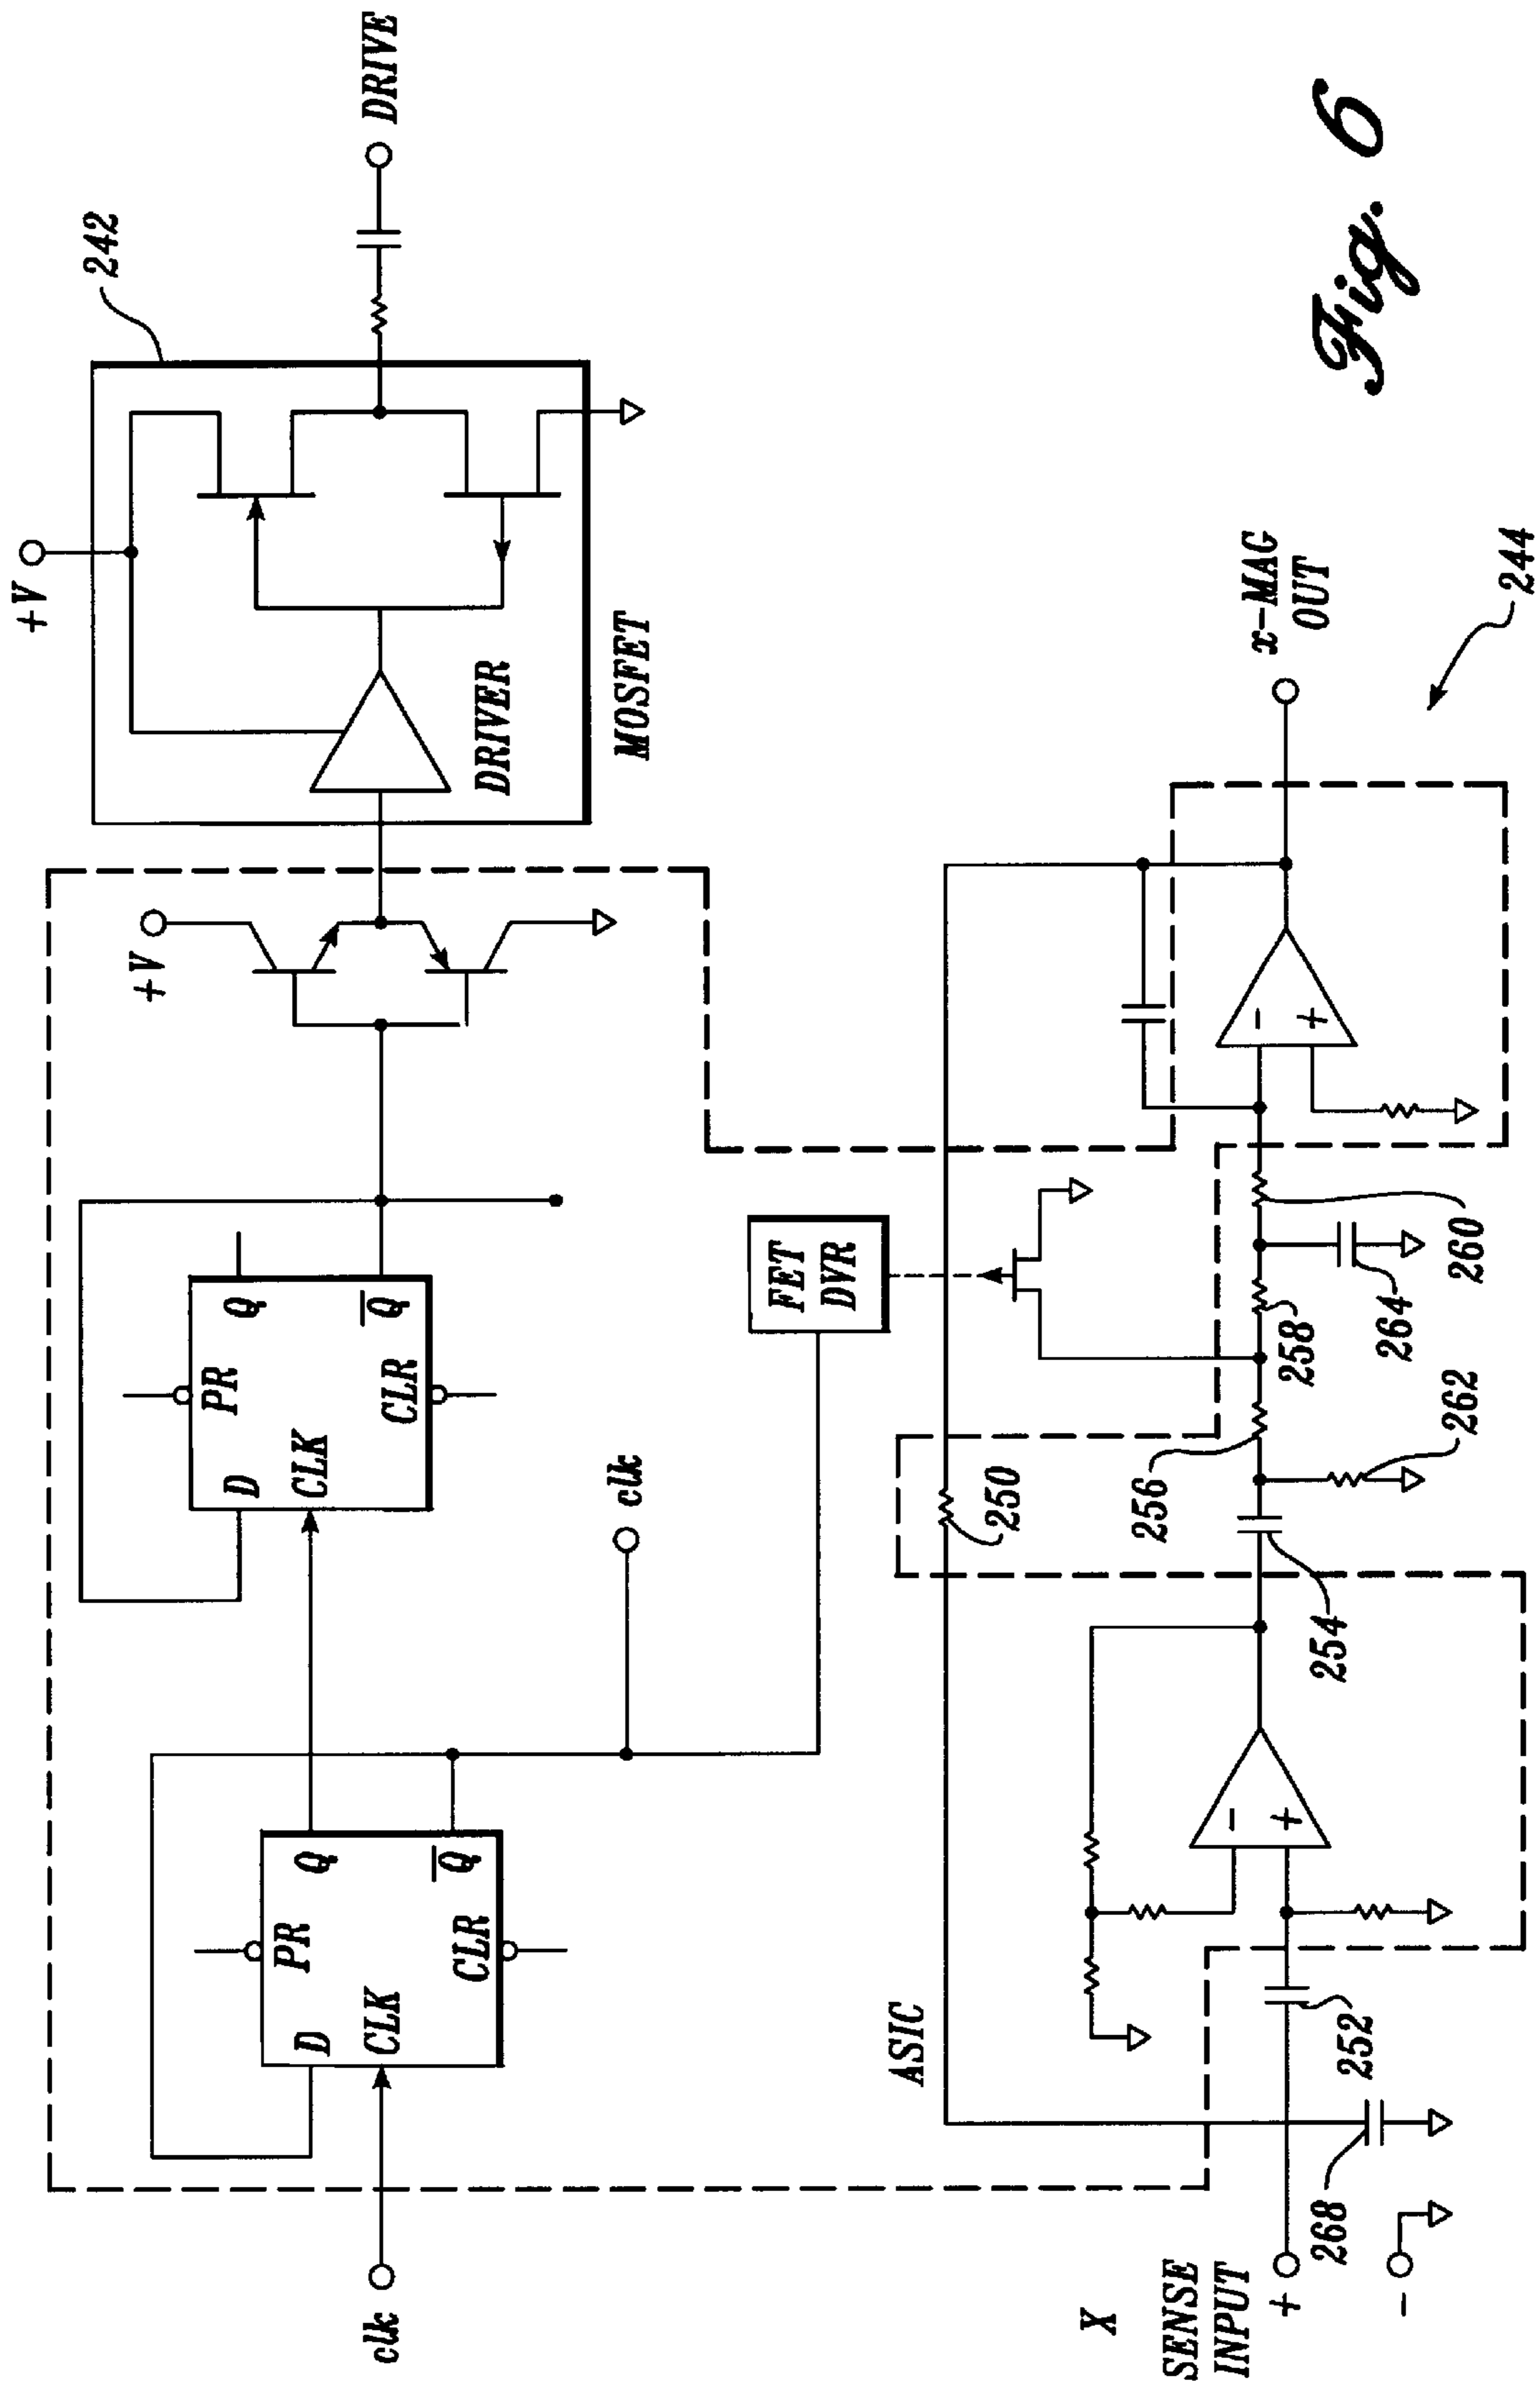 +V
242
DRIVE
DRIVER
MOSFET
+V
PR
D
Q
CLK
CLR
Q
PR
D
Q
CLK
CLR
Q
clk
clk
FET
DVR
ASIC
250
X
SENSE
INPUT
+
-
268
252
-
+
254
256
262
258
264
260
-
+
x-MAG
OUT
244
Fig. 6